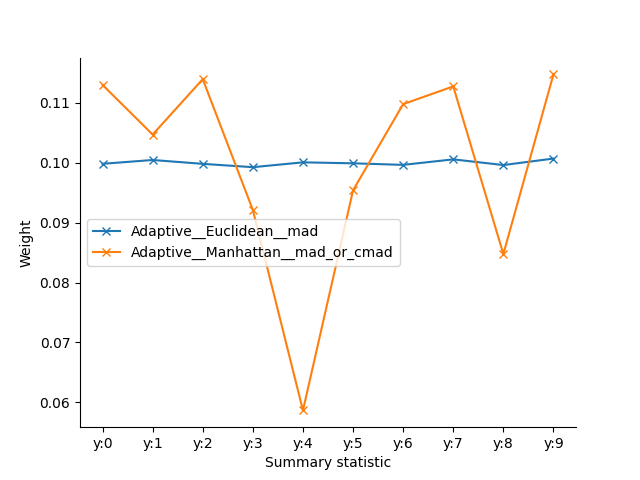 0.11
0.10
0.09
0.08
0.07
0.06
Weight
Adaptive__Euclidean__mad
Adaptive__Manhattan__mad_or_cmad
y:0 y:1 y:2 y:3 y:4 y:5 y:6 y:7 y:8 y:9
Summary statistic